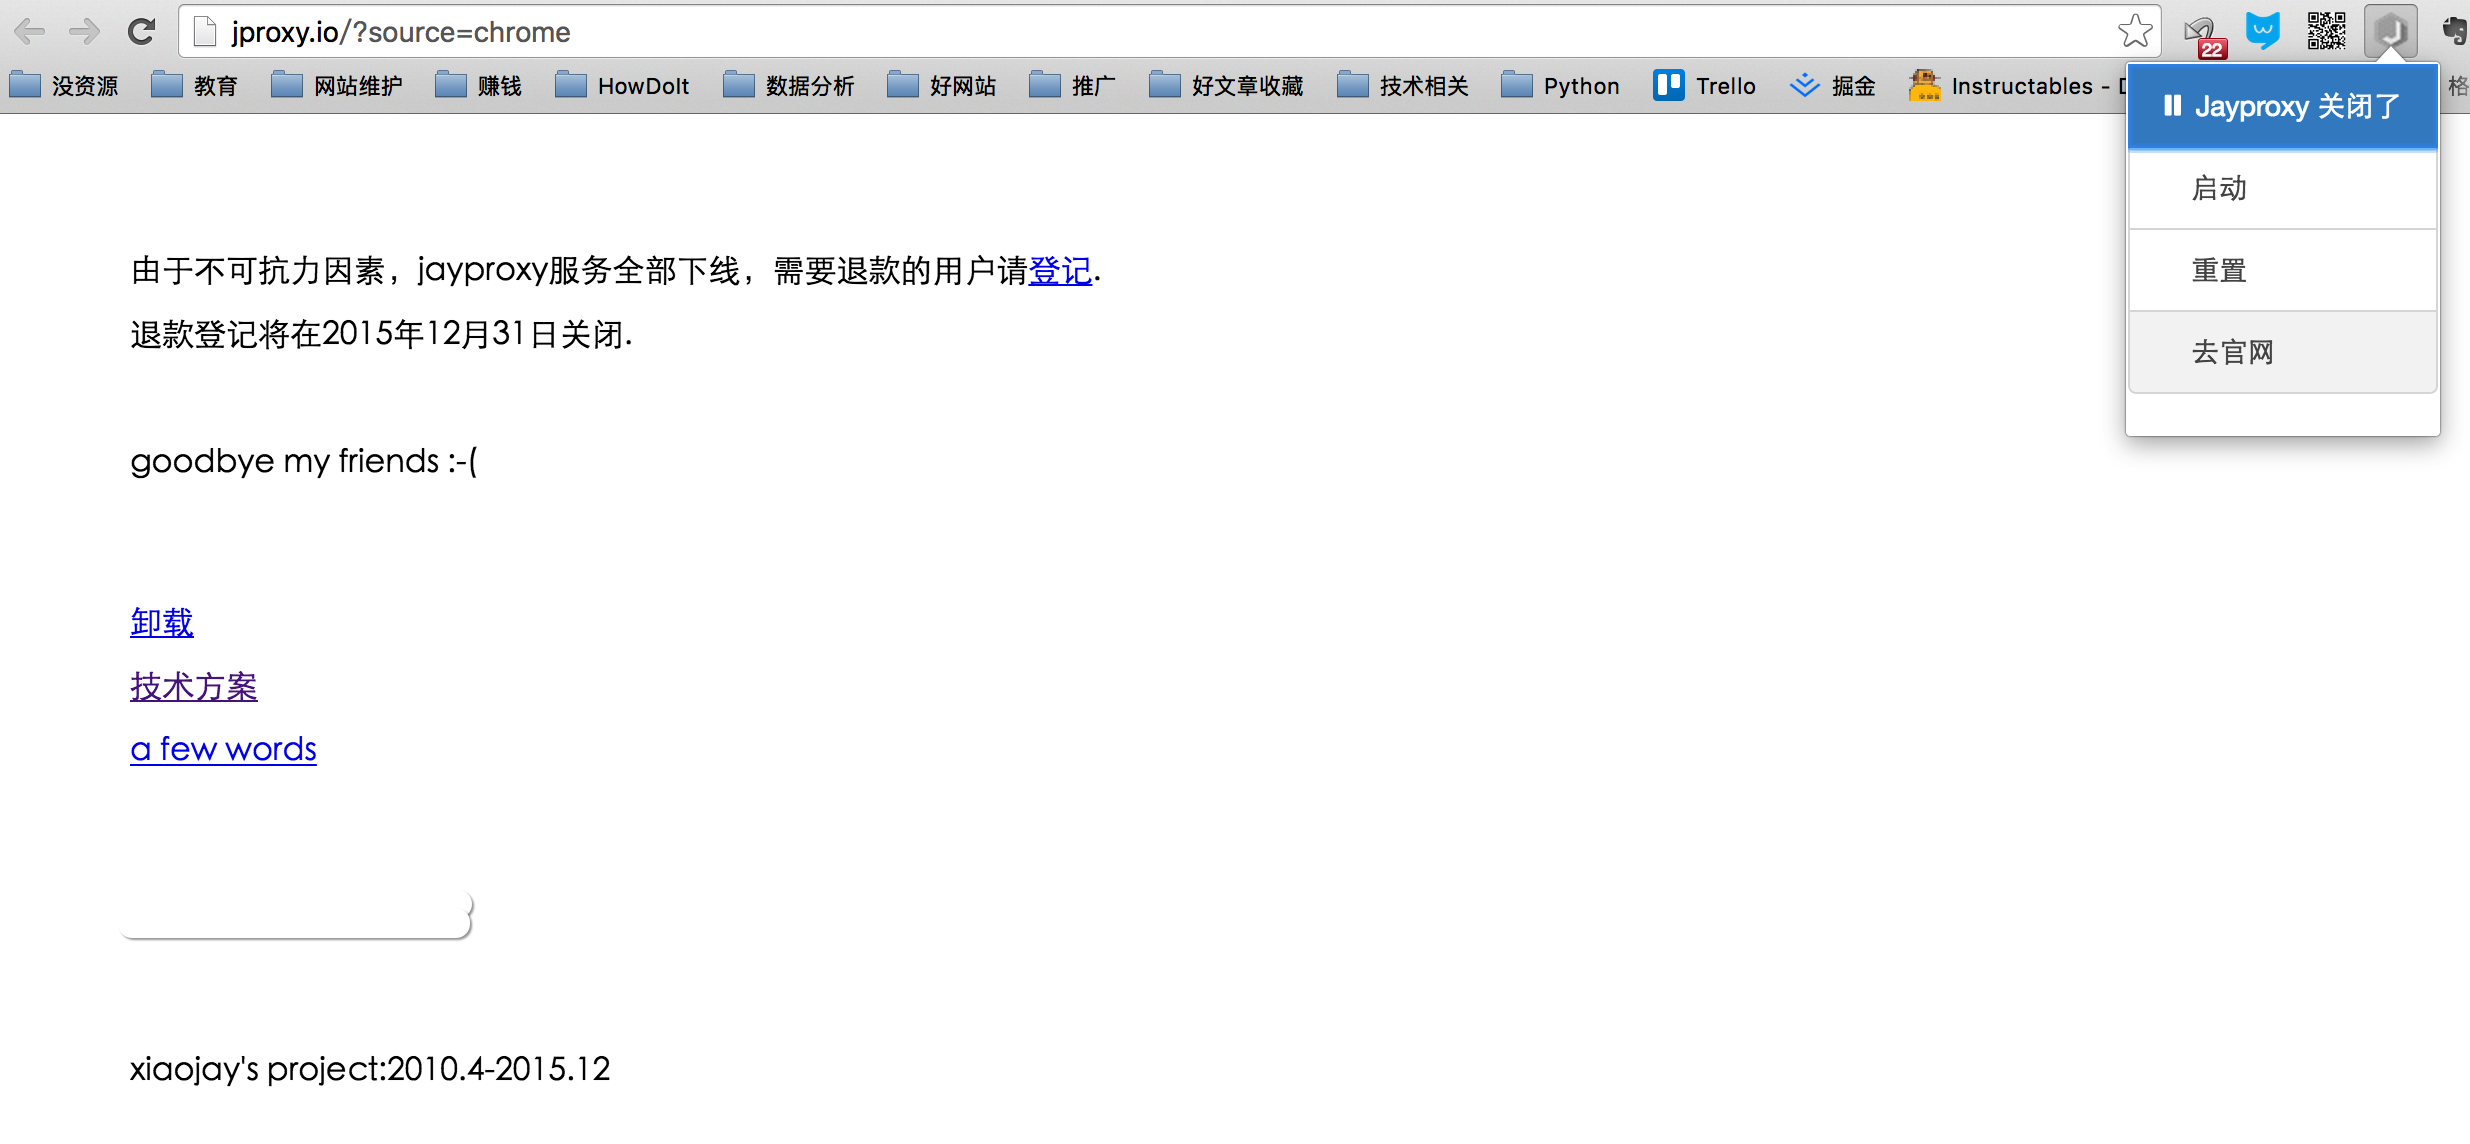 jproxy.io/?source=chrome
22
没资源 教育 网站维护 赚钱 HowDoIt 数据分析 好网站 推广 好文章收藏 技术相关 Python Trello 掘金 Instructables - 格
Jayproxy 关闭了
启动
重置
去官网
由于不可抗力因素，jayproxy服务全部下线，需要退款的用户请登记.
退款登记将在2015年12月31日关闭.
goodbye my friends :-(
卸载
技术方案
a few words
xiaojay's project:2010.4-2015.12